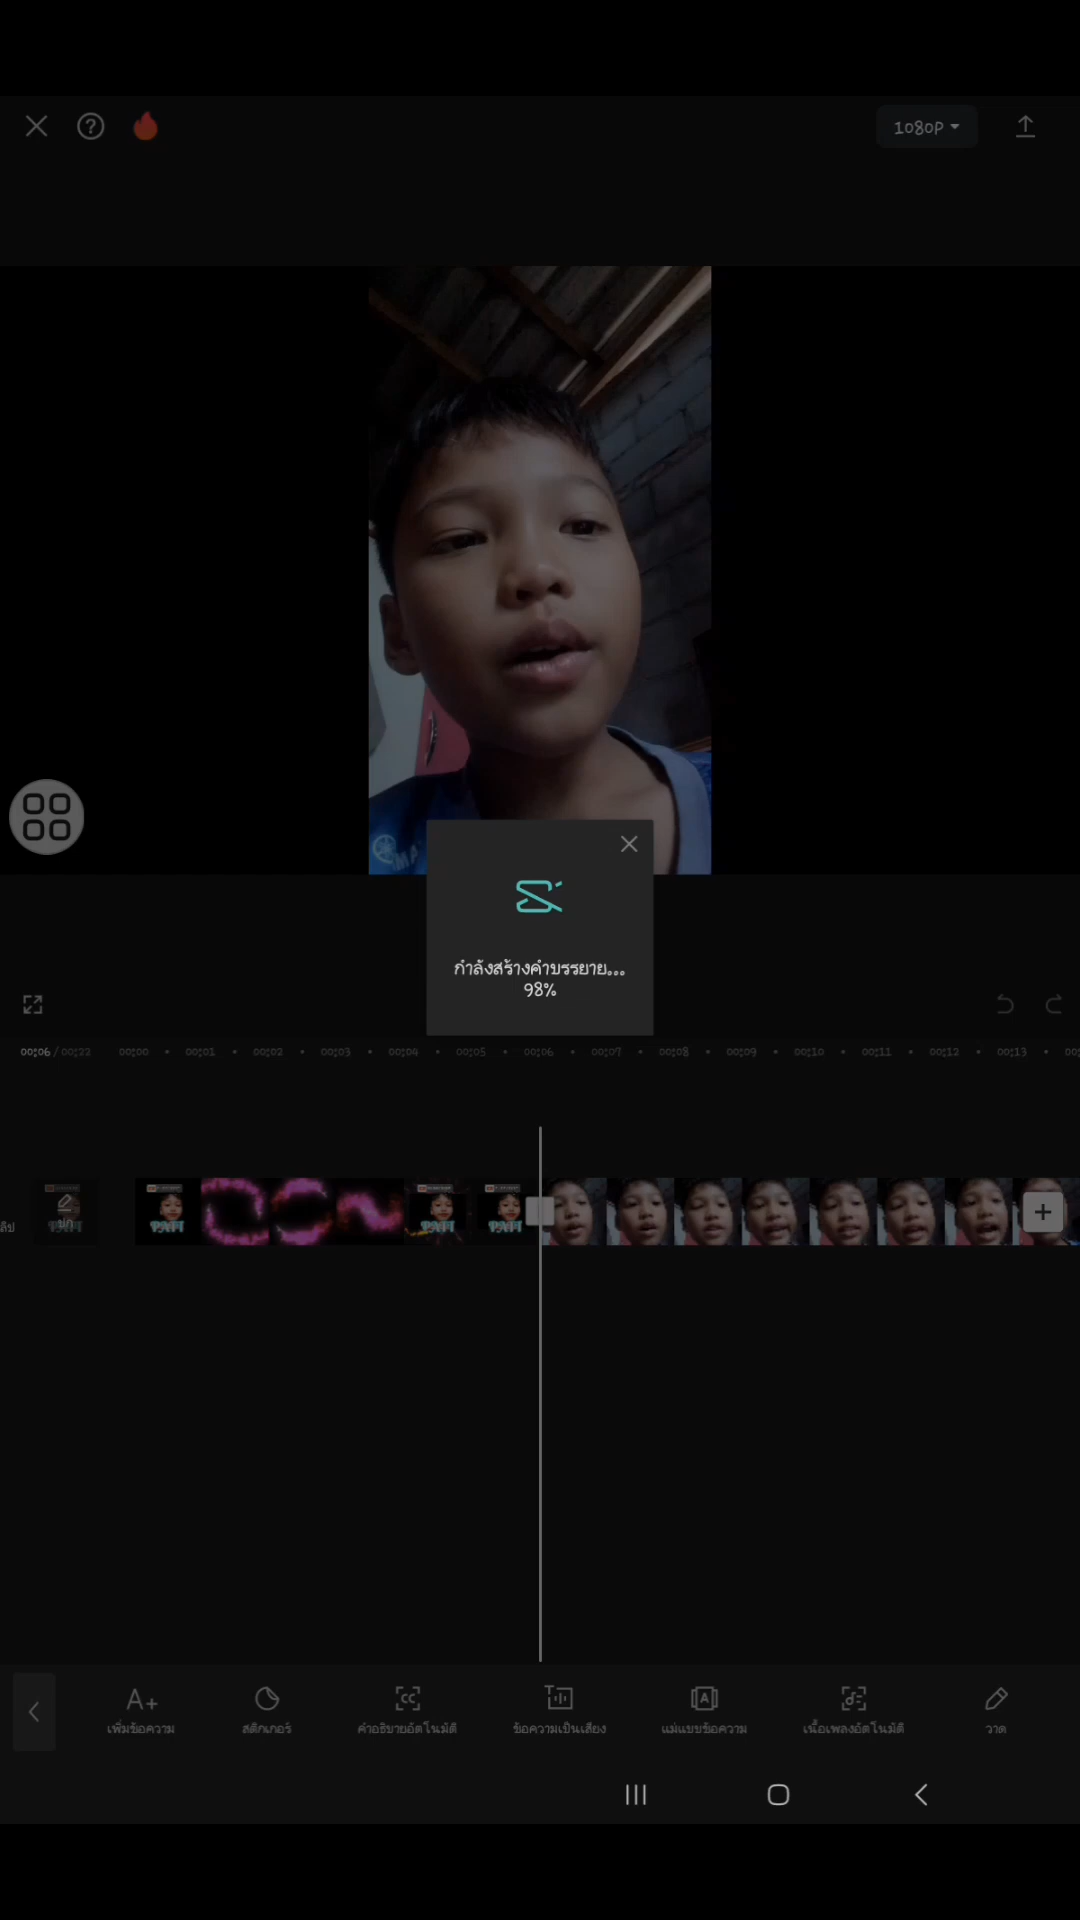 1080P
กำลังสร้างคำบรรยาย...
98%
00:06 / 00:22 00:00 00:01 00:02 00:03 00:04 00:05 00:06 00:07 00:08 00:09 00:10 00:11 00:12 00:13
ปก
PATT PATT PATT PATT
เพิ่มข้อความ สติกเกอร์ คำอธิบายอัตโนมัติ ข้อความเป็นเสียง แม่แบบข้อความ เนื้อเพลงอัตโนมัติ วาด